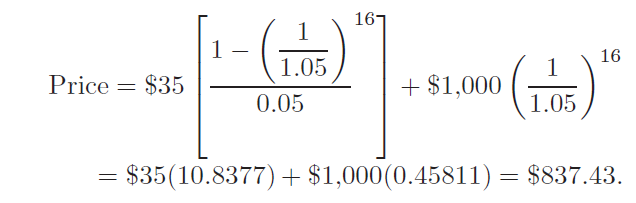 Price = $35 [ (1 − (1/1.05)^16) / 0.05 ] + $1,000 (1/1.05)^16
= $35(10.8377) + $1,000(0.45811) = $837.43.